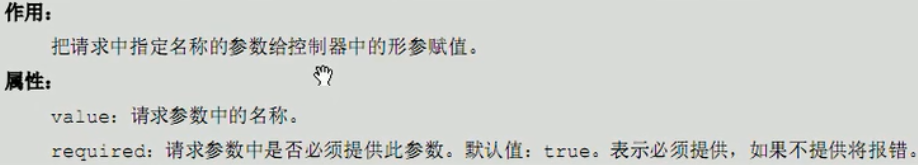 作用：
把请求中指定名称的参数给控制器中的形参赋值。
属性：
value：请求参数中的名称。
required：请求参数中是否必须提供此参数。默认值：true。表示必须提供，如果不提供将报错。